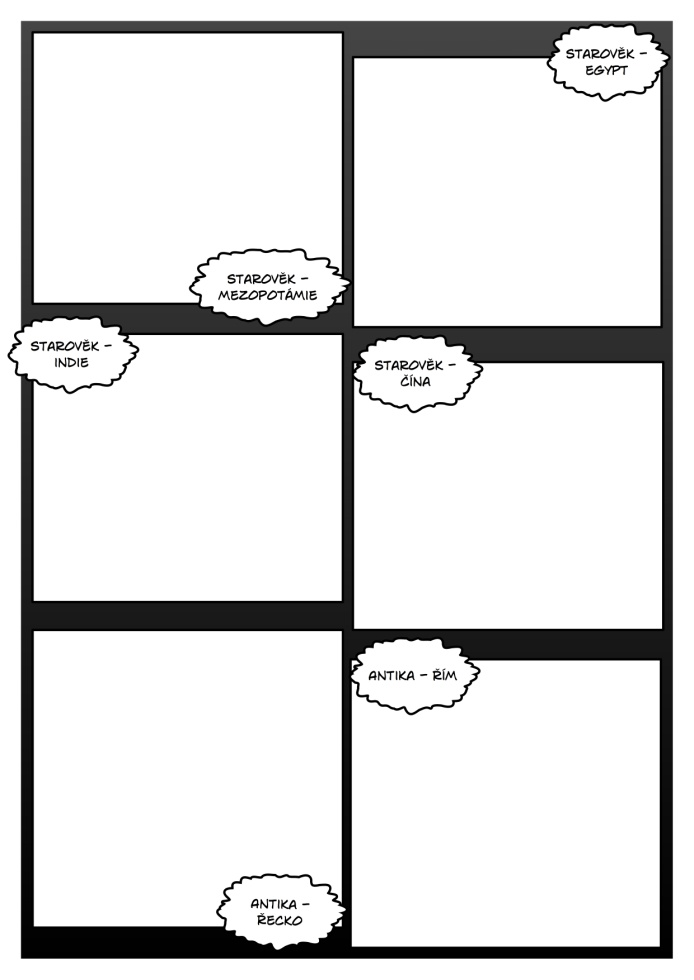 STAROVĚK –
EGYPT
STAROVĚK –
MEZOPOTÁMIE
STAROVĚK –
INDIE
STAROVĚK –
ČÍNA
ANTIKA – ŘÍM
ANTIKA –
ŘECKO